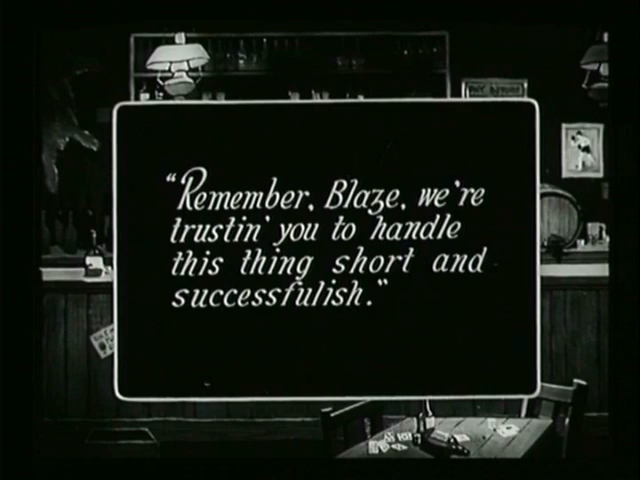 "Remember, Blaze, we're
trustin' you to handle
this thing short and
successfulish."